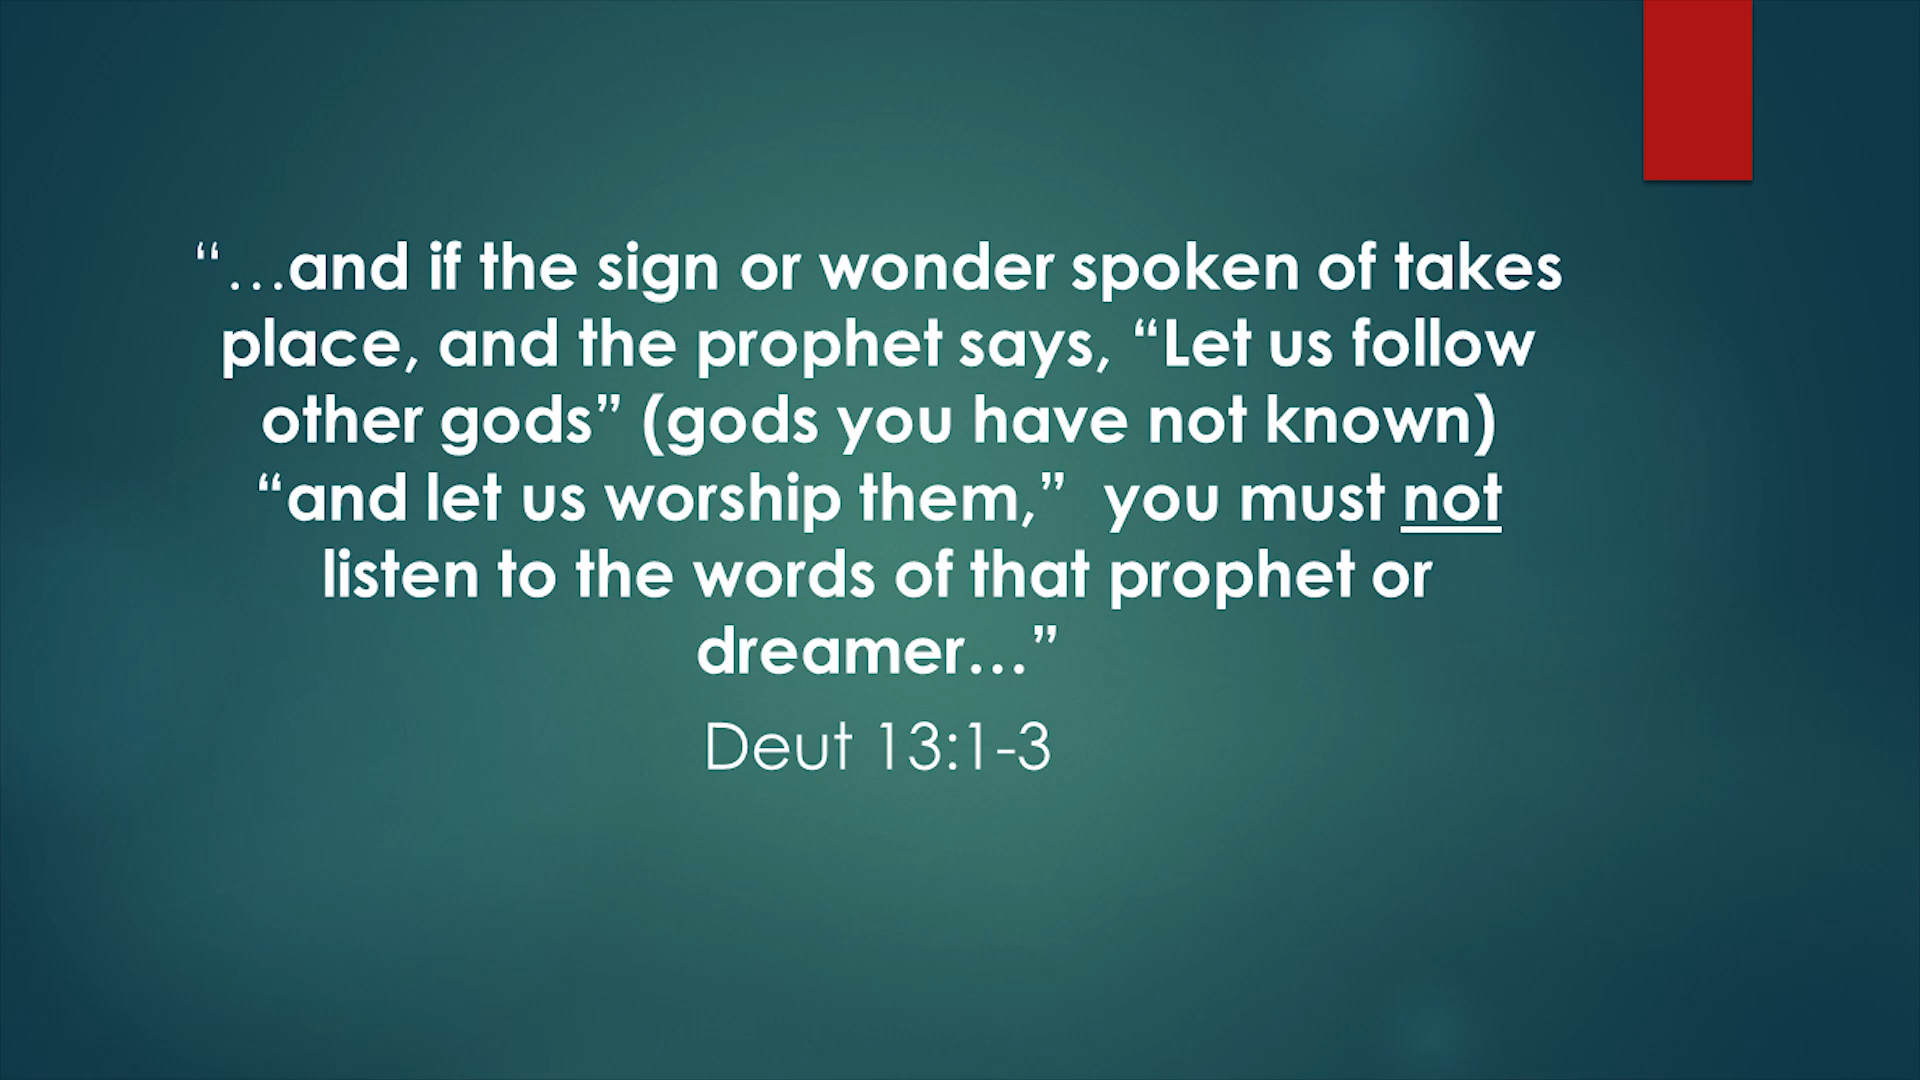 “…and if the sign or wonder spoken of takes
place, and the prophet says, “Let us follow
other gods” (gods you have not known)
“and let us worship them,”  you must not
listen to the words of that prophet or
dreamer…”
Deut 13:1-3